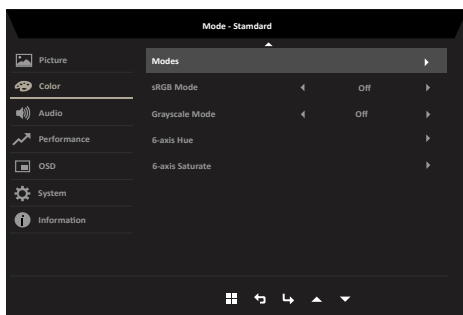 Mode - Stamdard
Picture
Modes
Color
sRGB Mode
Off
Audio
Grayscale Mode
Off
Performance
6-axis Hue
OSD
6-axis Saturate
System
Information